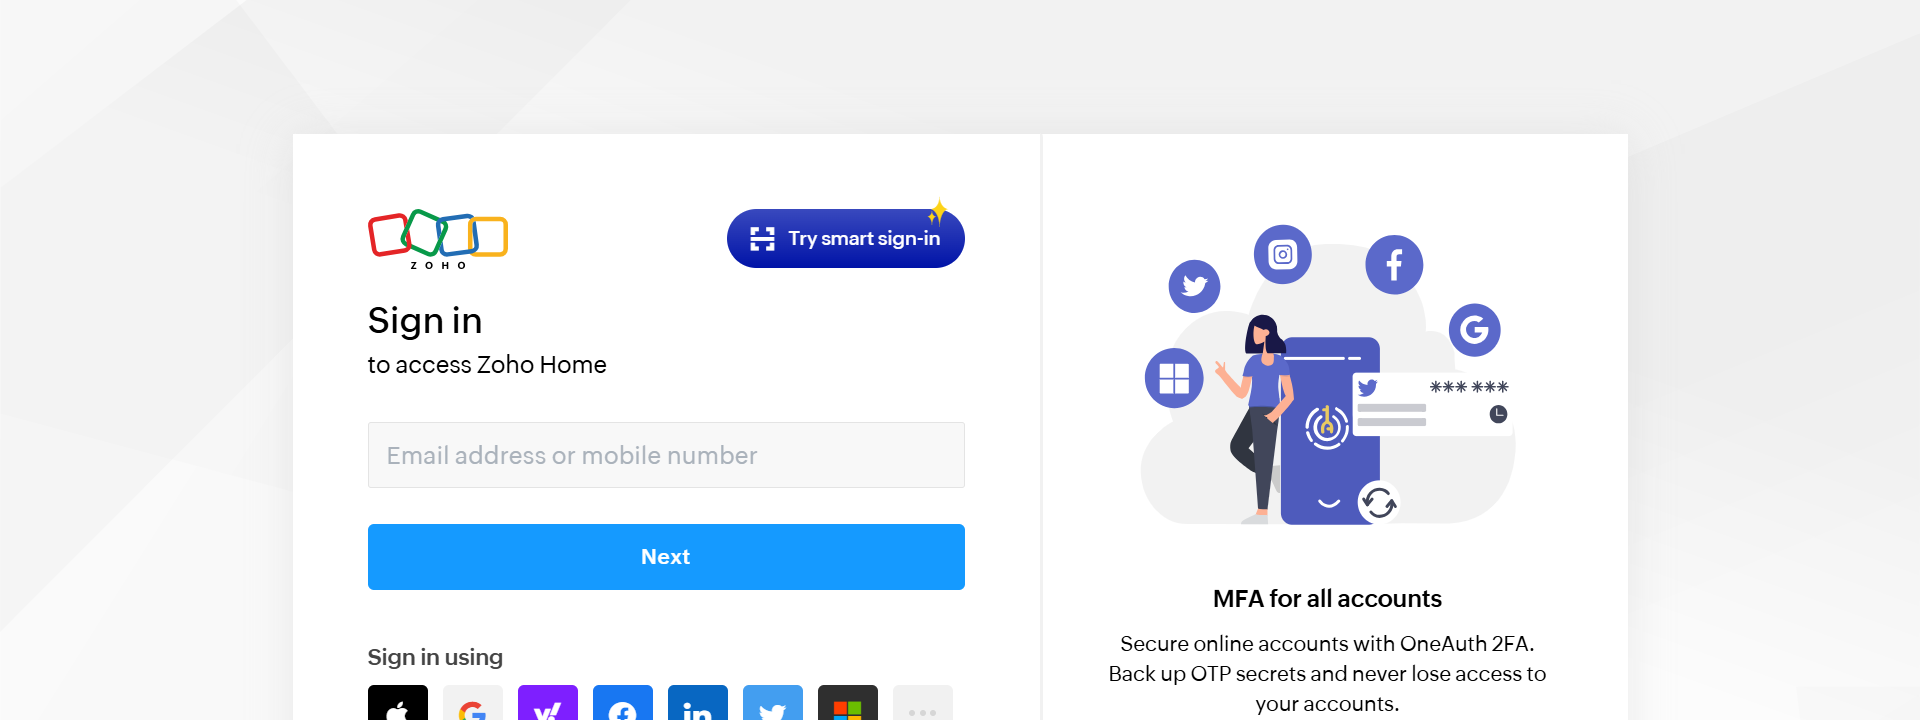 ZOHO
Try smart sign-in
Sign in
to access Zoho Home
Email address or mobile number
Next
Sign in using
MFA for all accounts
Secure online accounts with OneAuth 2FA.
Back up OTP secrets and never lose access to
your accounts.